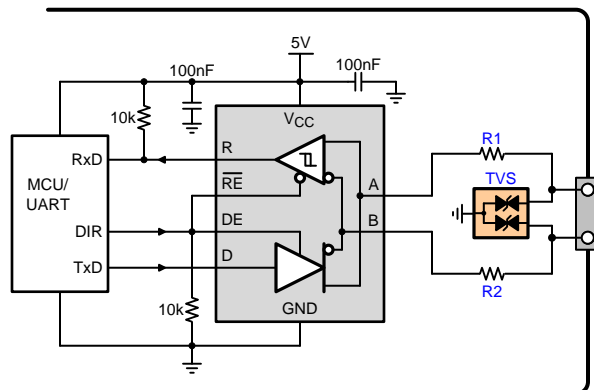 5V
100nF
100nF
10k
VCC
R1
RxD
R
TVS
MCU/
UART
RE
A
DIR
DE
B
TxD
D
R2
10k
GND